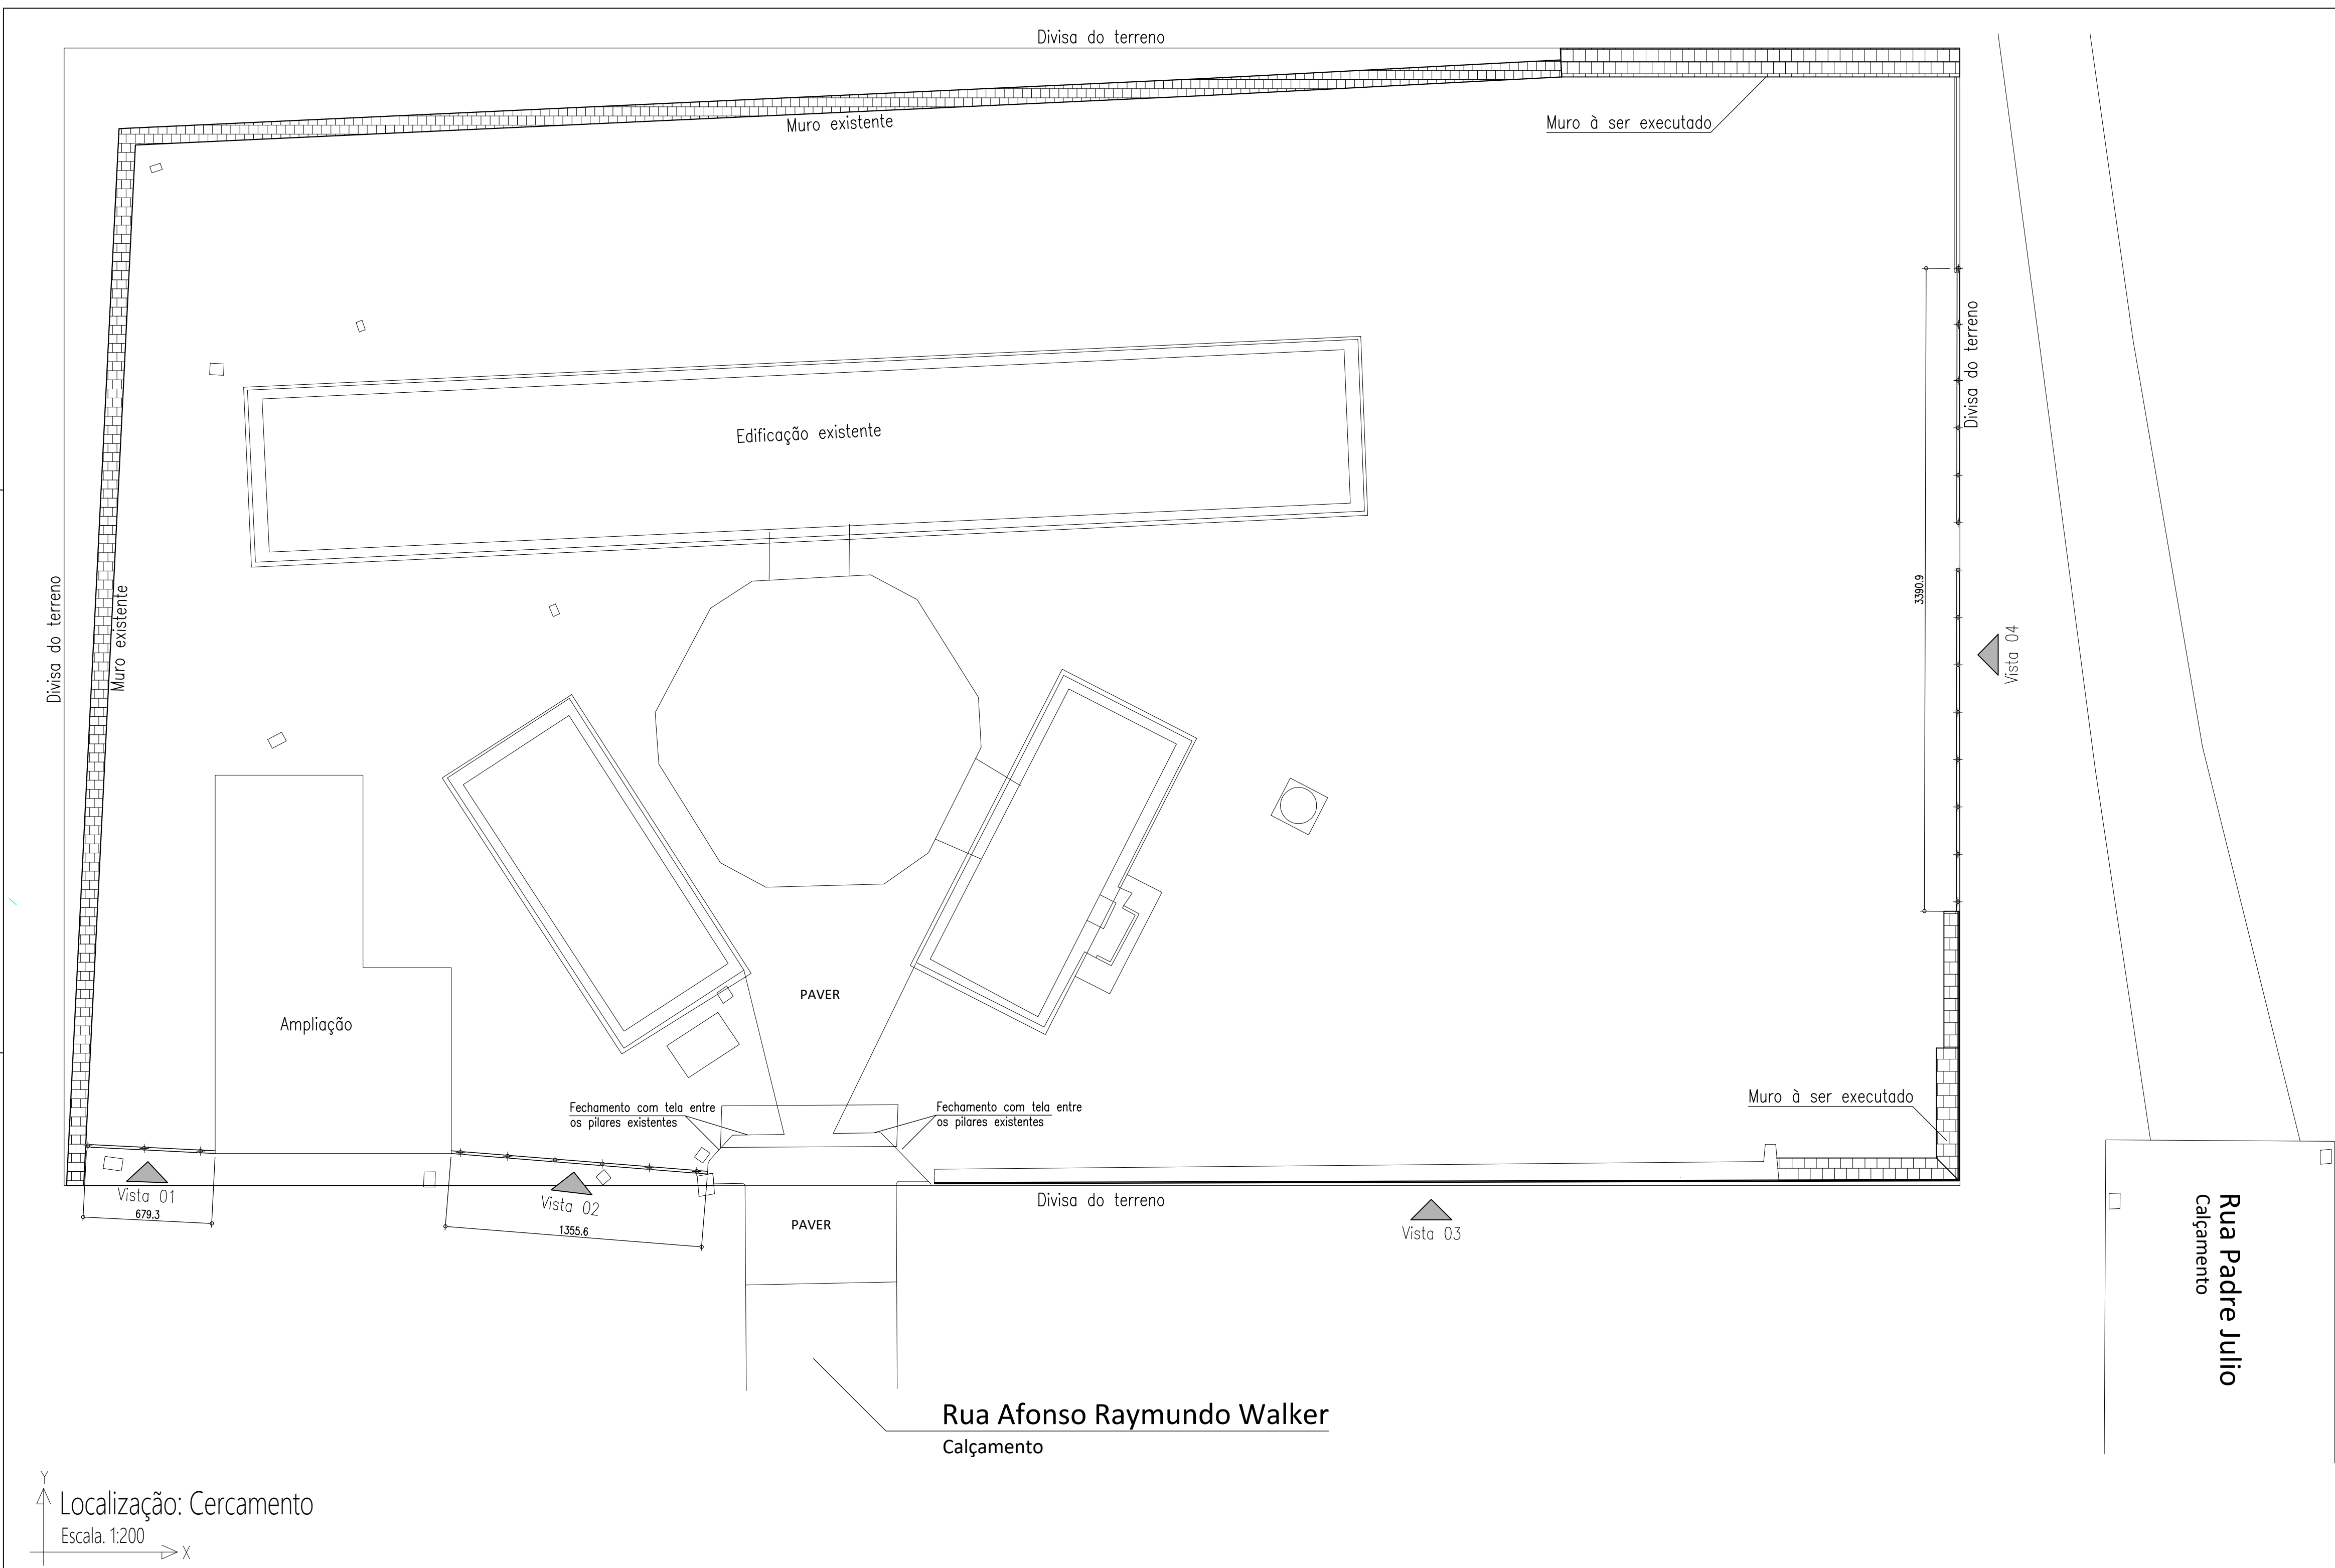 Divisa do terreno
Muro existente
Muro à ser executado
Divisa do terreno
Edificação existente
3390.9
Divisa do terreno
Muro existente
Vista 04
PAVER
Ampliação
Fechamento com tela entre
os pilares existentes
Fechamento com tela entre
os pilares existentes
Muro à ser executado
Vista 01
679.3
Vista 02
1355.6
PAVER
Divisa do terreno
Vista 03
Rua Padre Julio
Calçamento
Rua Afonso Raymundo Walker
Calçamento
Y
Localização: Cercamento
Escala. 1:200
X